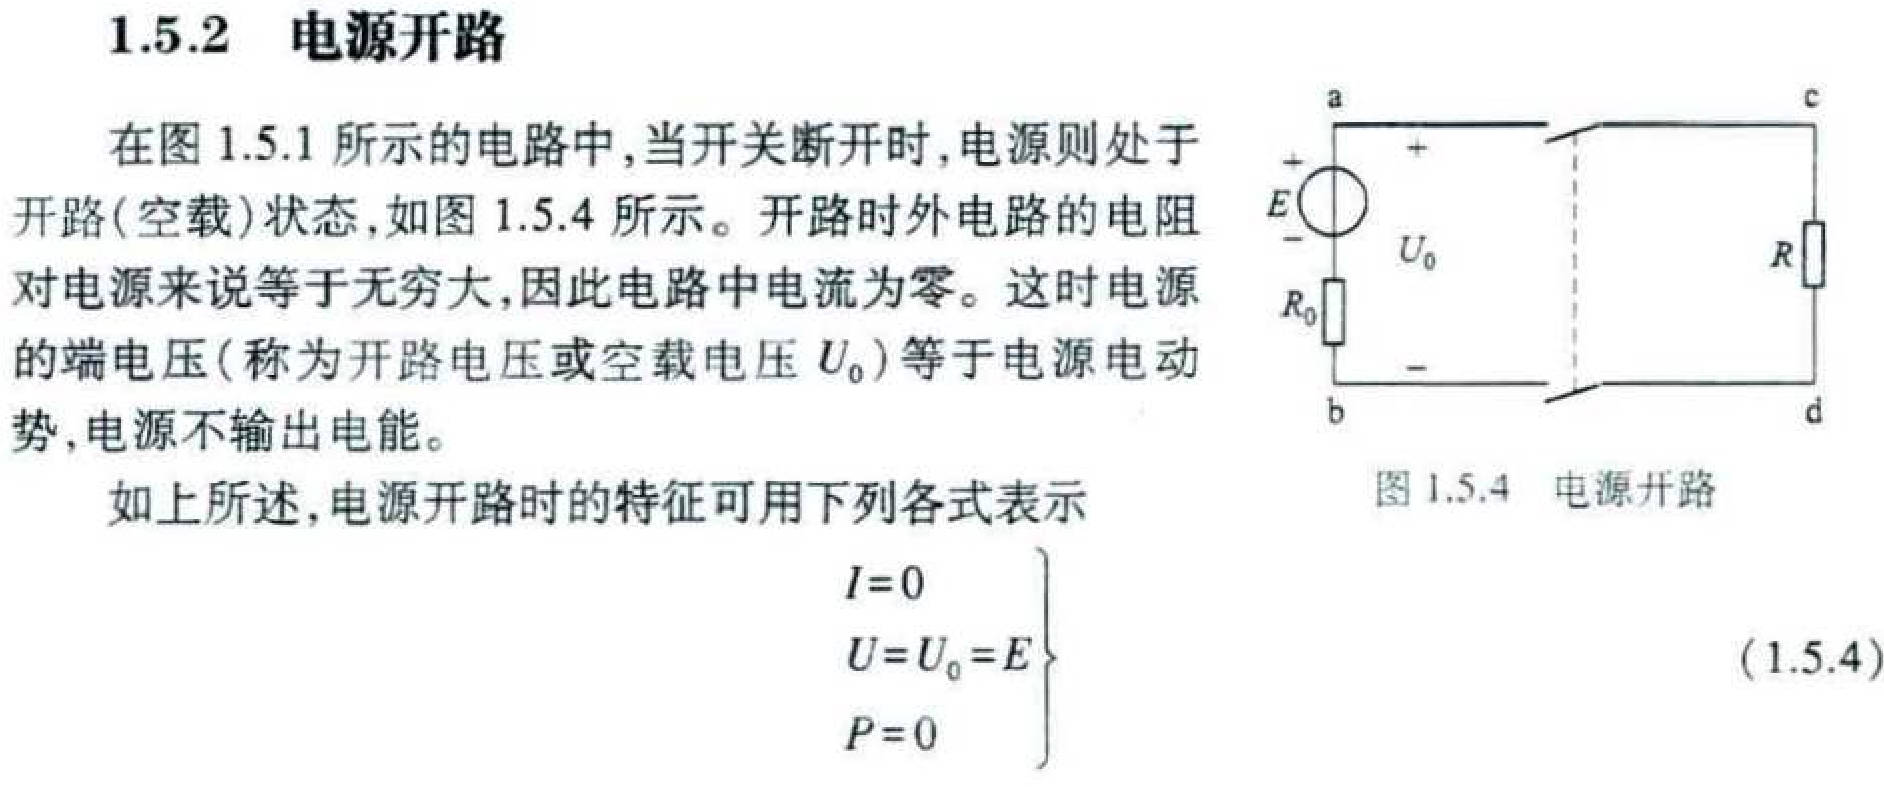 1.5.2 电源开路
在图 1.5.1 所示的电路中,当开关断开时,电源则处于
开路(空载)状态,如图 1.5.4 所示。开路时外电路的电阻
对电源来说等于无穷大,因此电路中电流为零。这时电源
的端电压(称为开路电压或空载电压 U₀)等于电源电动
势,电源不输出电能。
如上所述,电源开路时的特征可用下列各式表示
I=0
U=U₀=E
P=0
(1.5.4)
a
c
+
+
E
−
U₀
R
R₀
−
b
d
图 1.5.4 电源开路